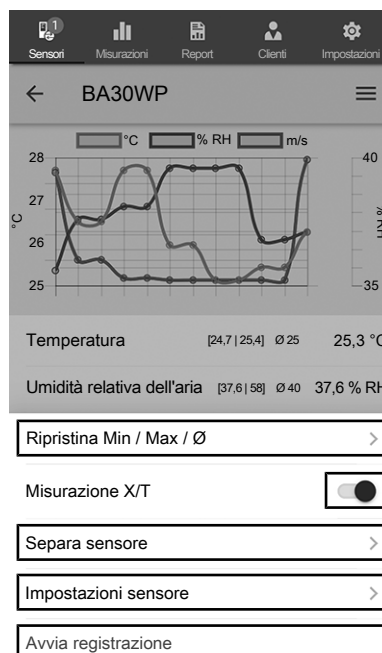 1
Sensori Misurazioni Report Clienti Impostazioni
BA30WP
°C % RH m/s
28 40
27
°C
26
25 35
Temperatura [24,7 | 25,4] Ø 25 25,3 °C
Umidità relativa dell'aria [37,6 | 58] Ø 40 37,6 % RH
Ripristina Min / Max / Ø
Misurazione X/T
Separa sensore
Impostazioni sensore
Avvia registrazione